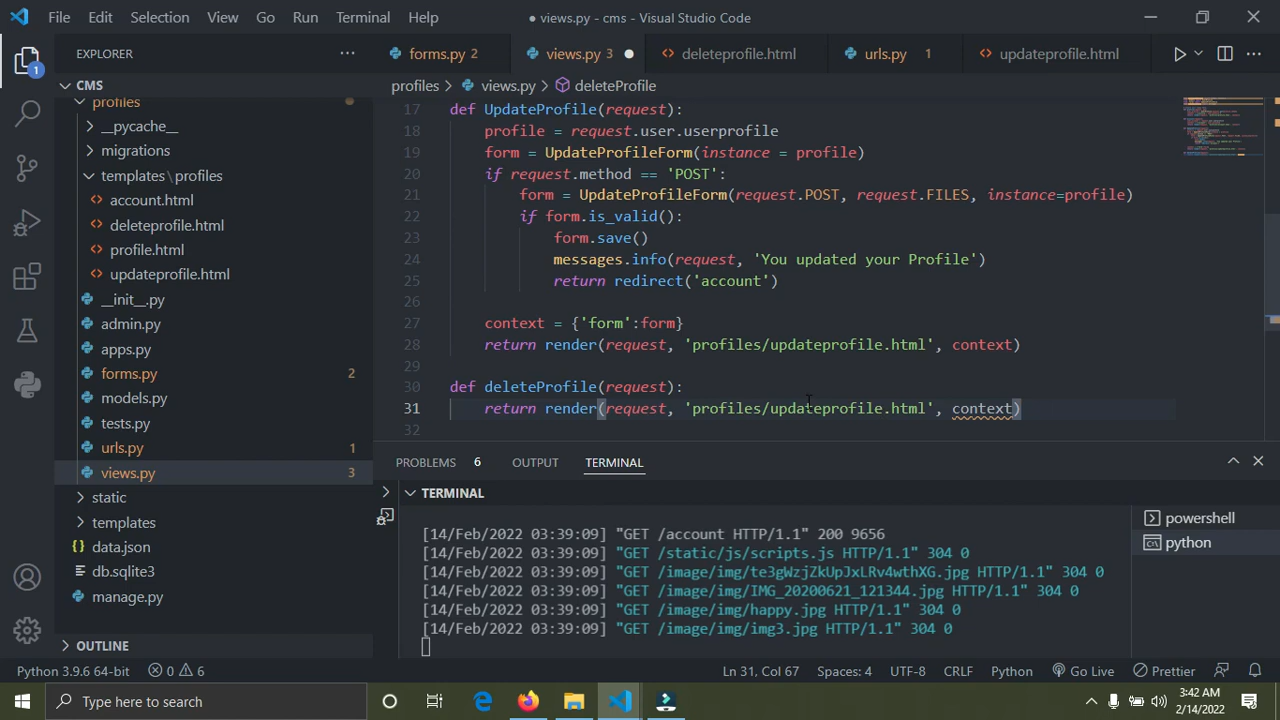 File Edit Selection View Go Run Terminal Help
● views.py - cms - Visual Studio Code
1
EXPLORER
CMS
profiles
__pycache__
migrations
templates\profiles
account.html
deleteprofile.html
profile.html
updateprofile.html
__init__.py
admin.py
apps.py
forms.py 2
models.py
tests.py
urls.py 1
views.py 3
static
templates
data.json
db.sqlite3
manage.py
OUTLINE
forms.py 2 views.py 3 ● deleteprofile.html urls.py 1 updateprofile.html
profiles > views.py > deleteProfile
17 def UpdateProfile(request):
18 profile = request.user.userprofile
19 form = UpdateProfileForm(instance = profile)
20 if request.method == 'POST':
21 form = UpdateProfileForm(request.POST, request.FILES, instance=profile)
22 if form.is_valid():
23 form.save()
24 messages.info(request, 'You updated your Profile')
25 return redirect('account')
26
27 context = {'form':form}
28 return render(request, 'profiles/updateprofile.html', context)
29
30 def deleteProfile(request):
31 return render(request, 'profiles/updateprofile.html', context)
32
PROBLEMS 6 OUTPUT TERMINAL
TERMINAL
[14/Feb/2022 03:39:09] "GET /account HTTP/1.1" 200 9656
[14/Feb/2022 03:39:09] "GET /static/js/scripts.js HTTP/1.1" 304 0
[14/Feb/2022 03:39:09] "GET /image/img/te3gWzjZkUpJxLRv4wthXG.jpg HTTP/1.1" 304 0
[14/Feb/2022 03:39:09] "GET /image/img/IMG_20200621_121344.jpg HTTP/1.1" 304 0
[14/Feb/2022 03:39:09] "GET /image/img/happy.jpg HTTP/1.1" 304 0
[14/Feb/2022 03:39:09] "GET /image/img/img3.jpg HTTP/1.1" 304 0
powershell
python
Python 3.9.6 64-bit 0 6 Ln 31, Col 67 Spaces: 4 UTF-8 CRLF Python Go Live Prettier
Type here to search
3:42 AM
2/14/2022